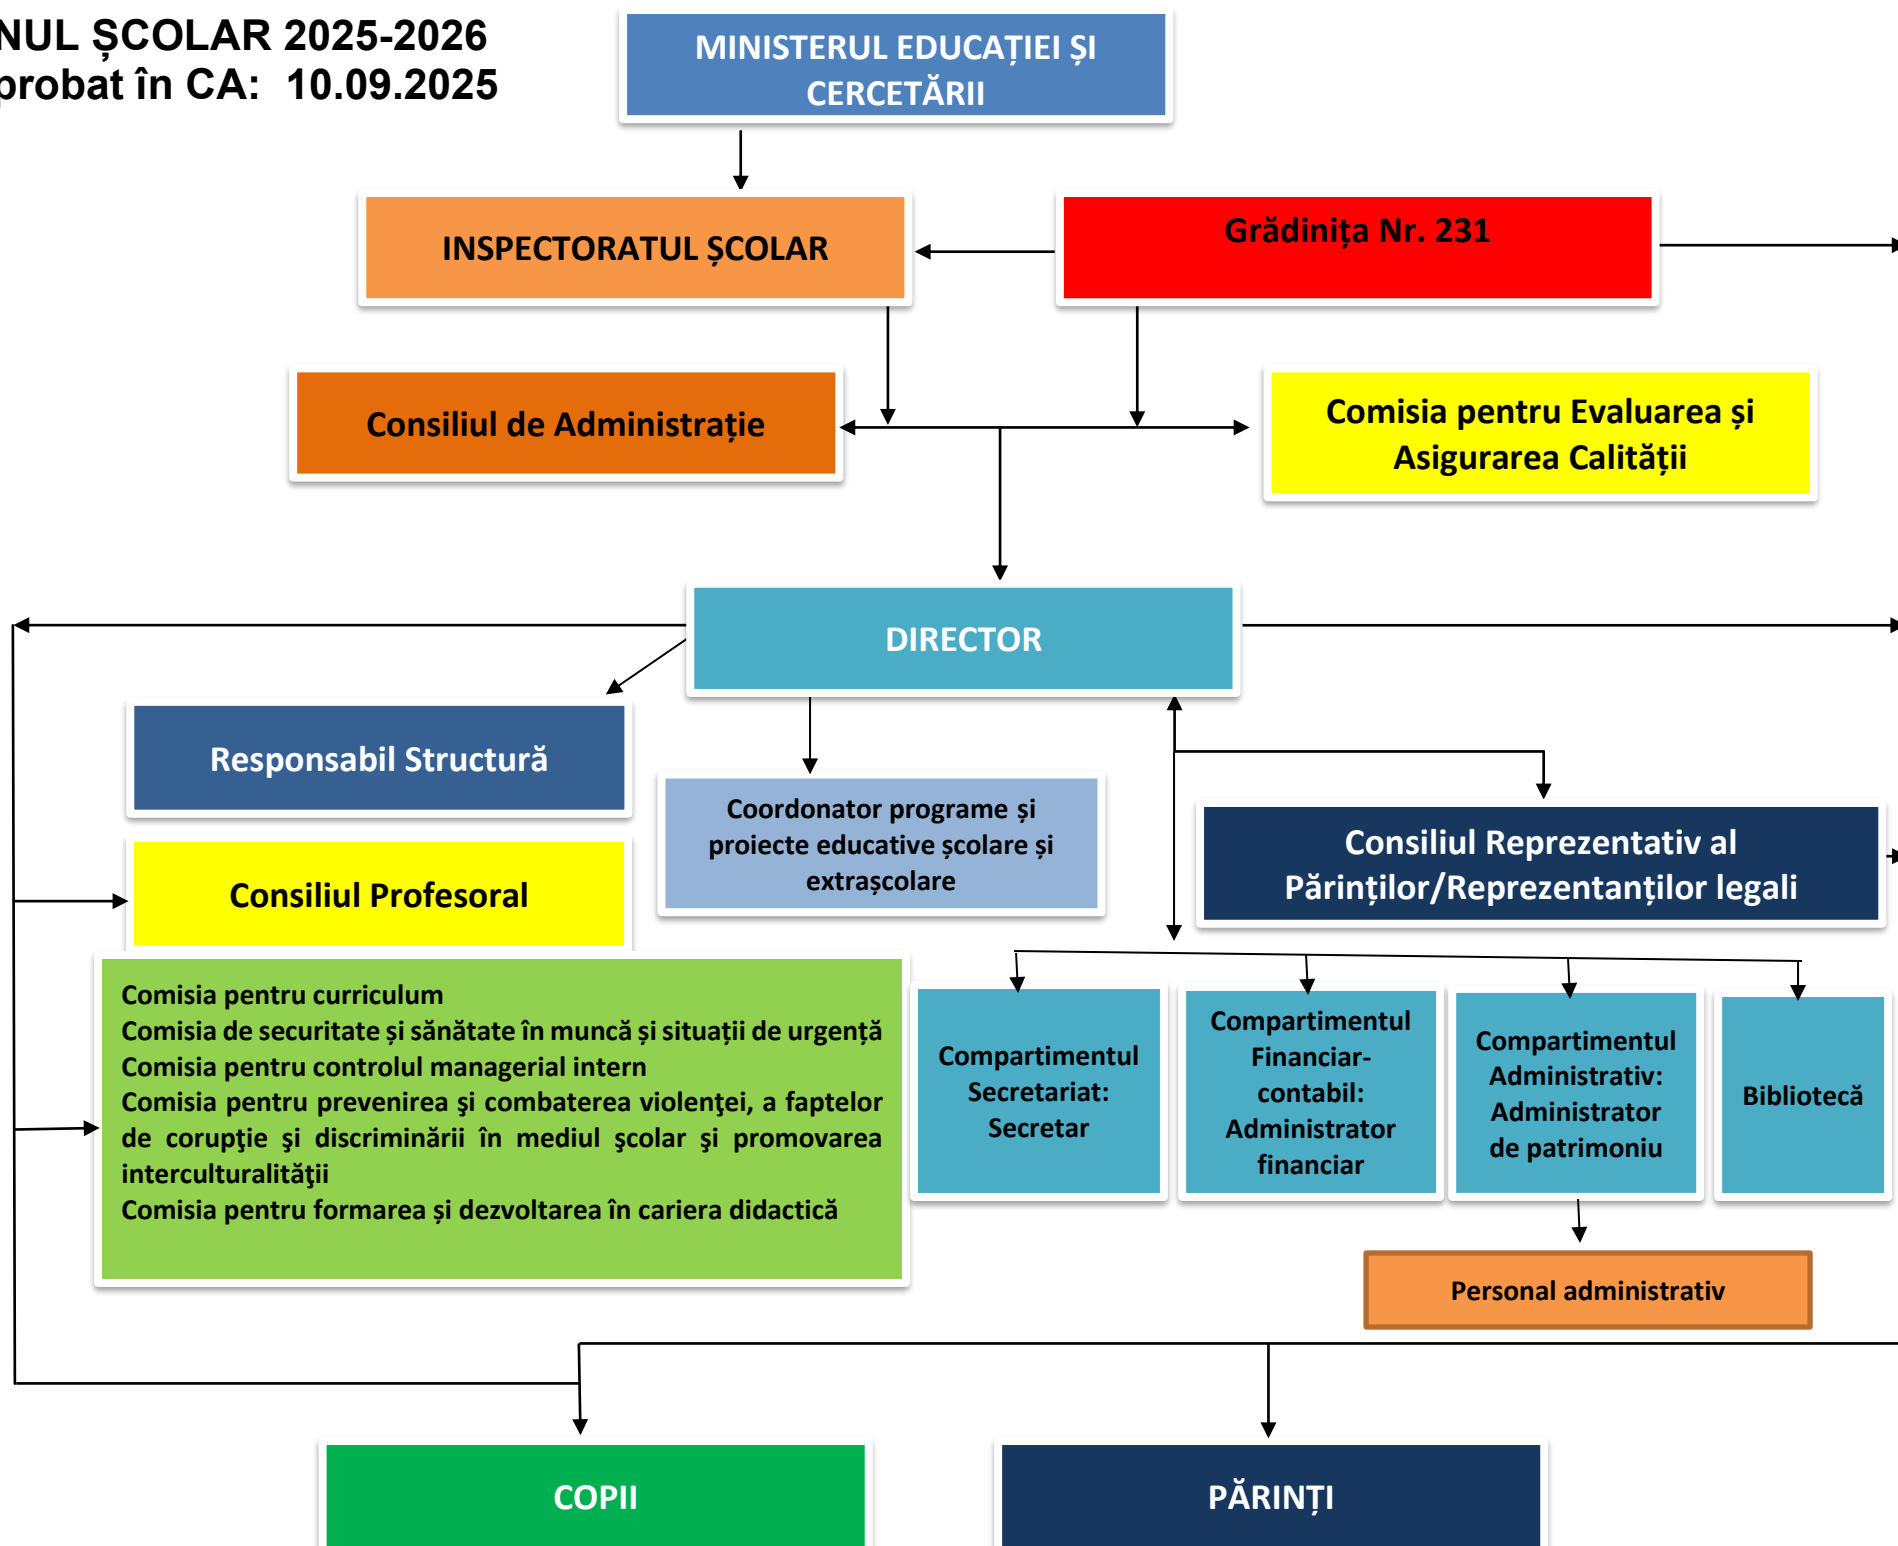 NUL ȘCOLAR 2025-2026
probat în CA: 10.09.2025
MINISTERUL EDUCAȚIEI ȘI
CERCETĂRII
INSPECTORATUL ȘCOLAR
Grădinița Nr. 231
Consiliul de Administrație
Comisia pentru Evaluarea și
Asigurarea Calității
DIRECTOR
Responsabil Structură
Coordonator programe și
proiecte educative școlare și
extrașcolare
Consiliul Reprezentativ al
Părinților/Reprezentanților legali
Consiliul Profesoral
Comisia pentru curriculum
Comisia de securitate și sănătate în muncă și situații de urgență
Comisia pentru controlul managerial intern
Comisia pentru prevenirea şi combaterea violenţei, a faptelor
de corupţie şi discriminării în mediul şcolar şi promovarea
interculturalităţii
Comisia pentru formarea și dezvoltarea în cariera didactică
Compartimentul
Secretariat:
Secretar
Compartimentul
Financiar-
contabil:
Administrator
financiar
Compartimentul
Administrativ:
Administrator
de patrimoniu
Bibliotecă
Personal administrativ
COPII
PĂRINȚI